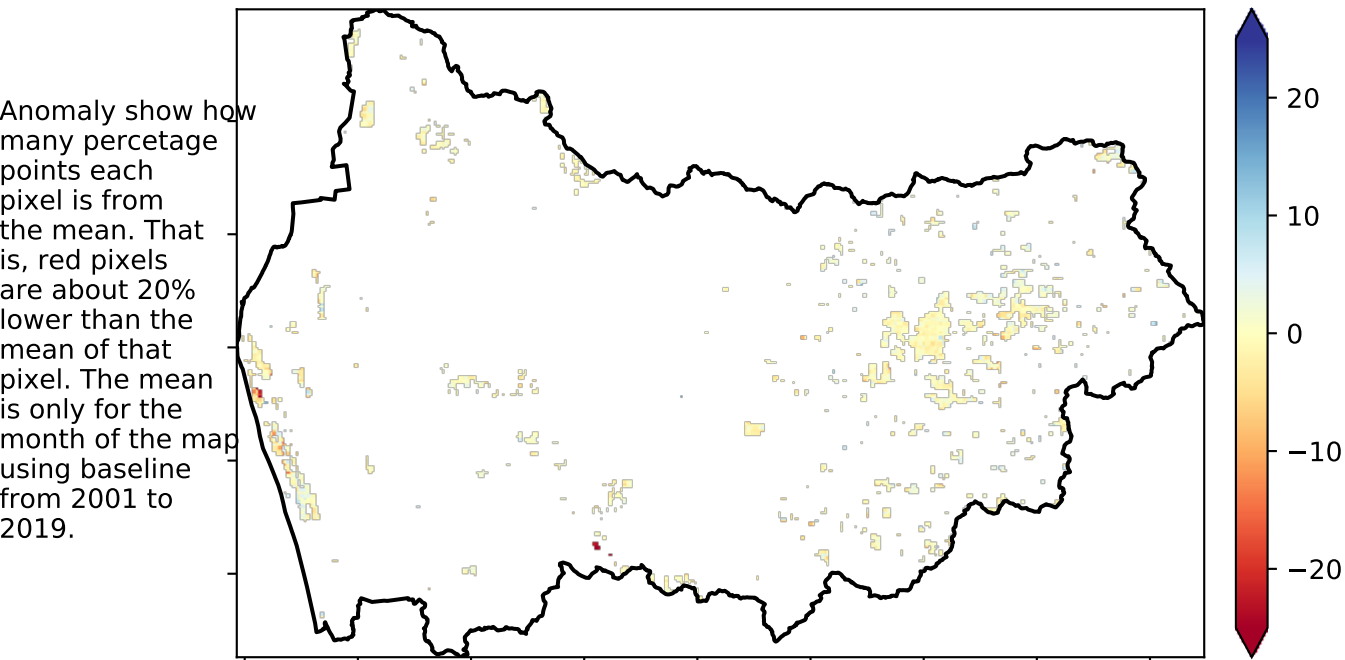 Anomaly show how
many percetage
points each
pixel is from
the mean. That
is, red pixels
are about 20%
lower than the
mean of that
pixel. The mean
is only for the
month of the map
using baseline
from 2001 to
2019.
20
10
0
−10
−20